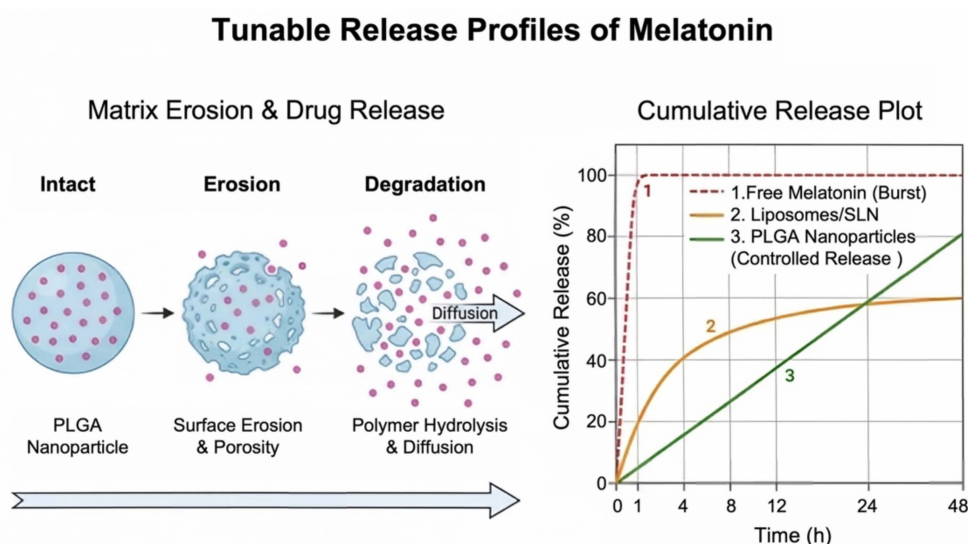 Tunable Release Profiles of Melatonin
Matrix Erosion & Drug Release
Intact
Erosion
Degradation
Diffusion
PLGA
Nanoparticle
Surface Erosion
& Porosity
Polymer Hydrolysis
& Diffusion
Cumulative Release Plot
Cumulative Release (%)
100
80
60
40
20
0
1
2
3
1.Free Melatonin (Burst)
2. Liposomes/SLN
3. PLGA Nanoparticles
(Controlled Release )
0 1 4 8 12 24 48
Time (h)